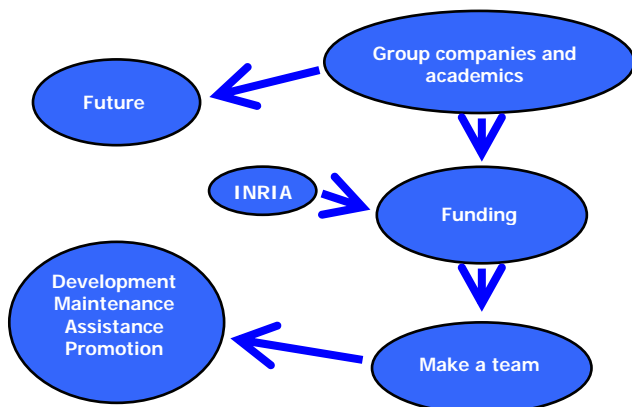 Group companies and
academics
Future
INRIA
Funding
Development
Maintenance
Assistance
Promotion
Make a team